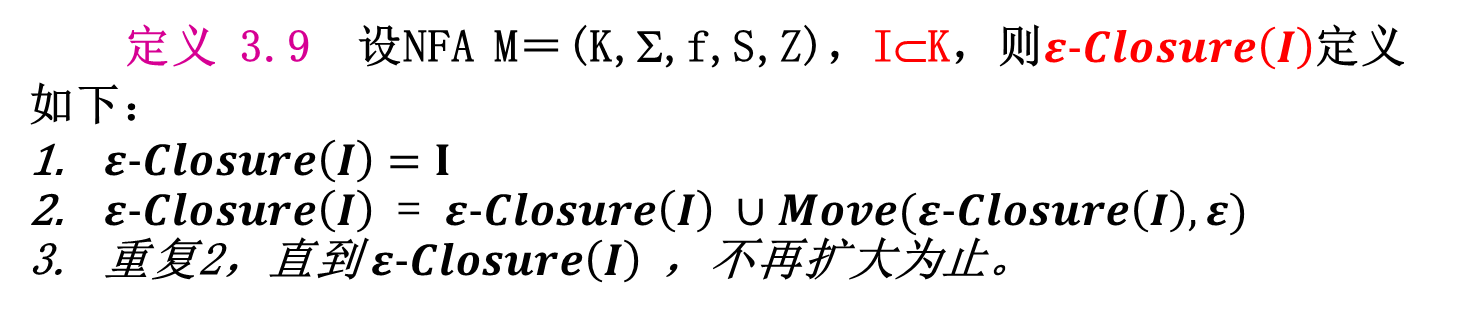 定义 3.9 设NFA M＝(K,Σ,f,S,Z)，I⊂K，则ε-Closure(I)定义
如下：
1. ε-Closure(I) = I
2. ε-Closure(I) = ε-Closure(I) ∪ Move(ε-Closure(I),ε)
3. 重复2，直到ε-Closure(I) ，不再扩大为止。